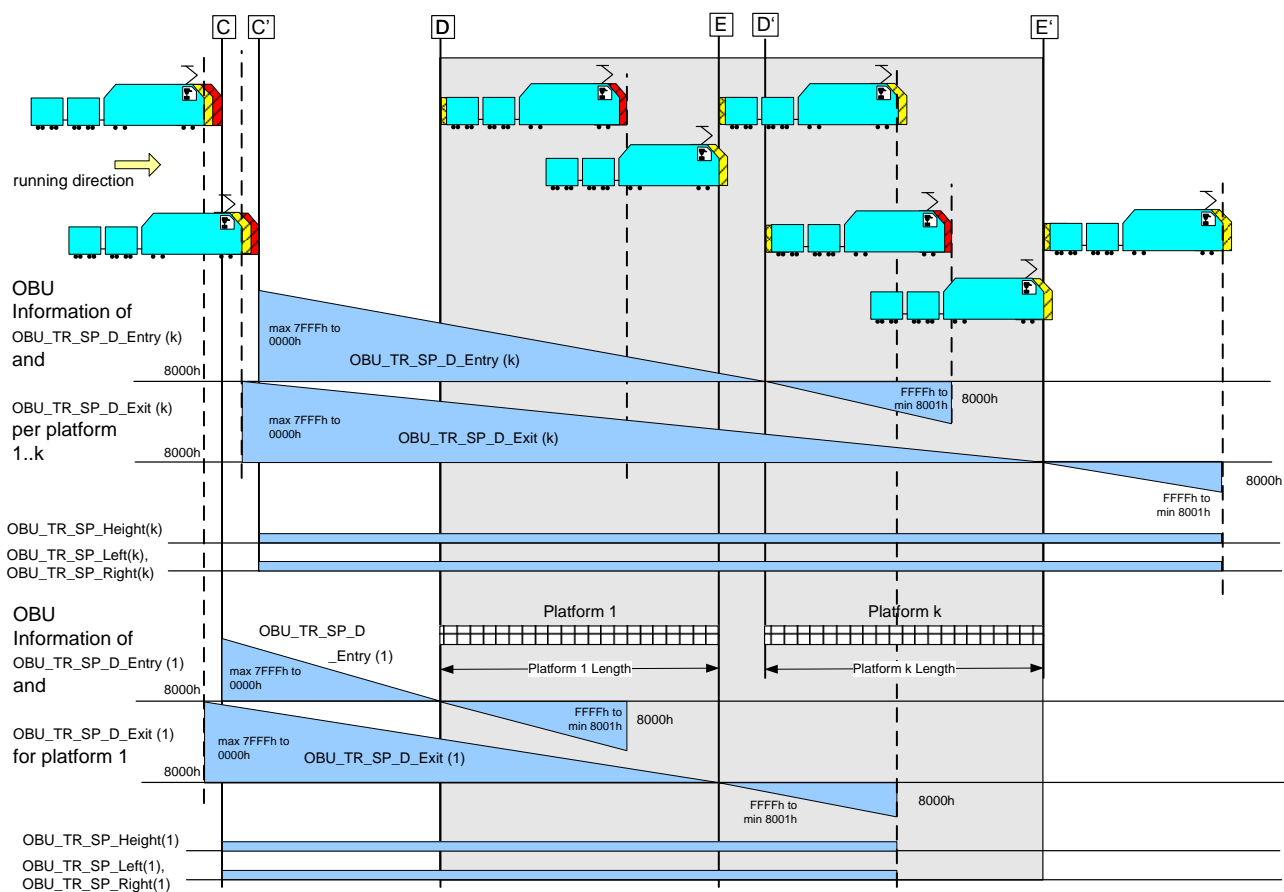 C
C'
D
E
D'
E'
running direction
OBU
Information of
OBU_TR_SP_D_Entry (k)
and
8000h
max 7FFFh to
0000h
OBU_TR_SP_D_Entry (k)
FFFFh to
min 8001h
8000h
OBU_TR_SP_D_Exit (k)
per platform
1..k
8000h
max 7FFFh to
0000h
OBU_TR_SP_D_Exit (k)
8000h
FFFFh to
min 8001h
OBU_TR_SP_Height(k)
OBU_TR_SP_Left(k),
OBU_TR_SP_Right(k)
OBU
Information of
OBU_TR_SP_D_Entry (1)
and
8000h
OBU_TR_SP_D
_Entry (1)
max 7FFFh to
0000h
Platform 1
Platform k
Platform 1 Length
Platform k Length
FFFFh to
min 8001h
8000h
OBU_TR_SP_D_Exit (1)
for platform 1
8000h
max 7FFFh to
0000h
OBU_TR_SP_D_Exit (1)
FFFFh to
min 8001h
8000h
OBU_TR_SP_Height(1)
OBU_TR_SP_Left(1),
OBU_TR_SP_Right(1)